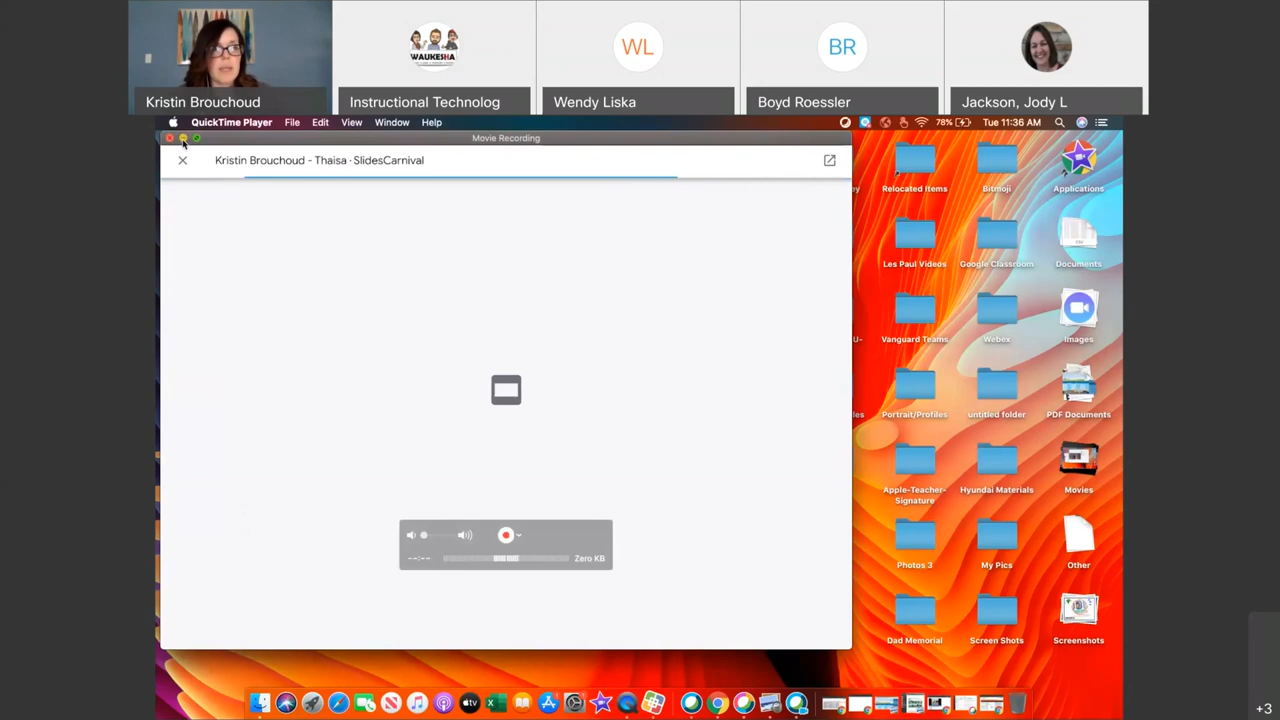 WL
BR
WAUKESHA
Kristin Brouchoud
Instructional Technolog
Wendy Liska
Boyd Roessler
Jackson, Jody L
QuickTime Player File Edit View Window Help
78% Tue 11:36 AM
Movie Recording
Kristin Brouchoud - Thaisa · SlidesCarnival
Relocated Items
Bitmoji
Applications
Les Paul Videos
Google Classroom
Documents
CSV
Vanguard Teams
Webex
Images
U-
Portrait/Profiles
untitled folder
PDF Documents
les
Apple-Teacher-
Signature
Hyundai Materials
Movies
Photos 3
My Pics
Other
Dad Memorial
Screen Shots
Screenshots
--:--
Zero KB
tv
+3